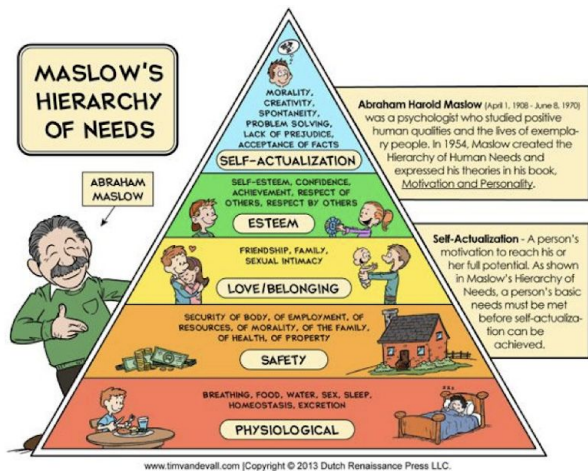 MASLOW'S
HIERARCHY
OF NEEDS
ABRAHAM
MASLOW
MORALITY,
CREATIVITY,
SPONTANEITY,
PROBLEM SOLVING,
LACK OF PREJUDICE,
ACCEPTANCE OF FACTS
SELF-ACTUALIZATION
SELF-ESTEEM, CONFIDENCE,
ACHIEVEMENT, RESPECT OF
OTHERS, RESPECT BY OTHERS
ESTEEM
FRIENDSHIP, FAMILY,
SEXUAL INTIMACY
LOVE/BELONGING
SECURITY OF BODY, OF EMPLOYMENT, OF
RESOURCES, OF MORALITY, OF THE FAMILY,
OF HEALTH, OF PROPERTY
SAFETY
BREATHING, FOOD, WATER, SEX, SLEEP,
HOMEOSTASIS, EXCRETION
PHYSIOLOGICAL
Abraham Harold Maslow (April 1, 1908 - June 8, 1970)
was a psychologist who studied positive
human qualities and the lives of exempla-
ry people. In 1954, Maslow created the
Hierarchy of Human Needs and
expressed his theories in his book,
Motivation and Personality.
Self-Actualization - A person's
motivation to reach his or
her full potential. As shown
in Maslow's Hierarchy of
Needs, a person's basic
needs must be met
before self-actualiza-
tion can be
achieved.
www.timvandevall.com |Copyright © 2013 Dutch Renaissance Press LLC.